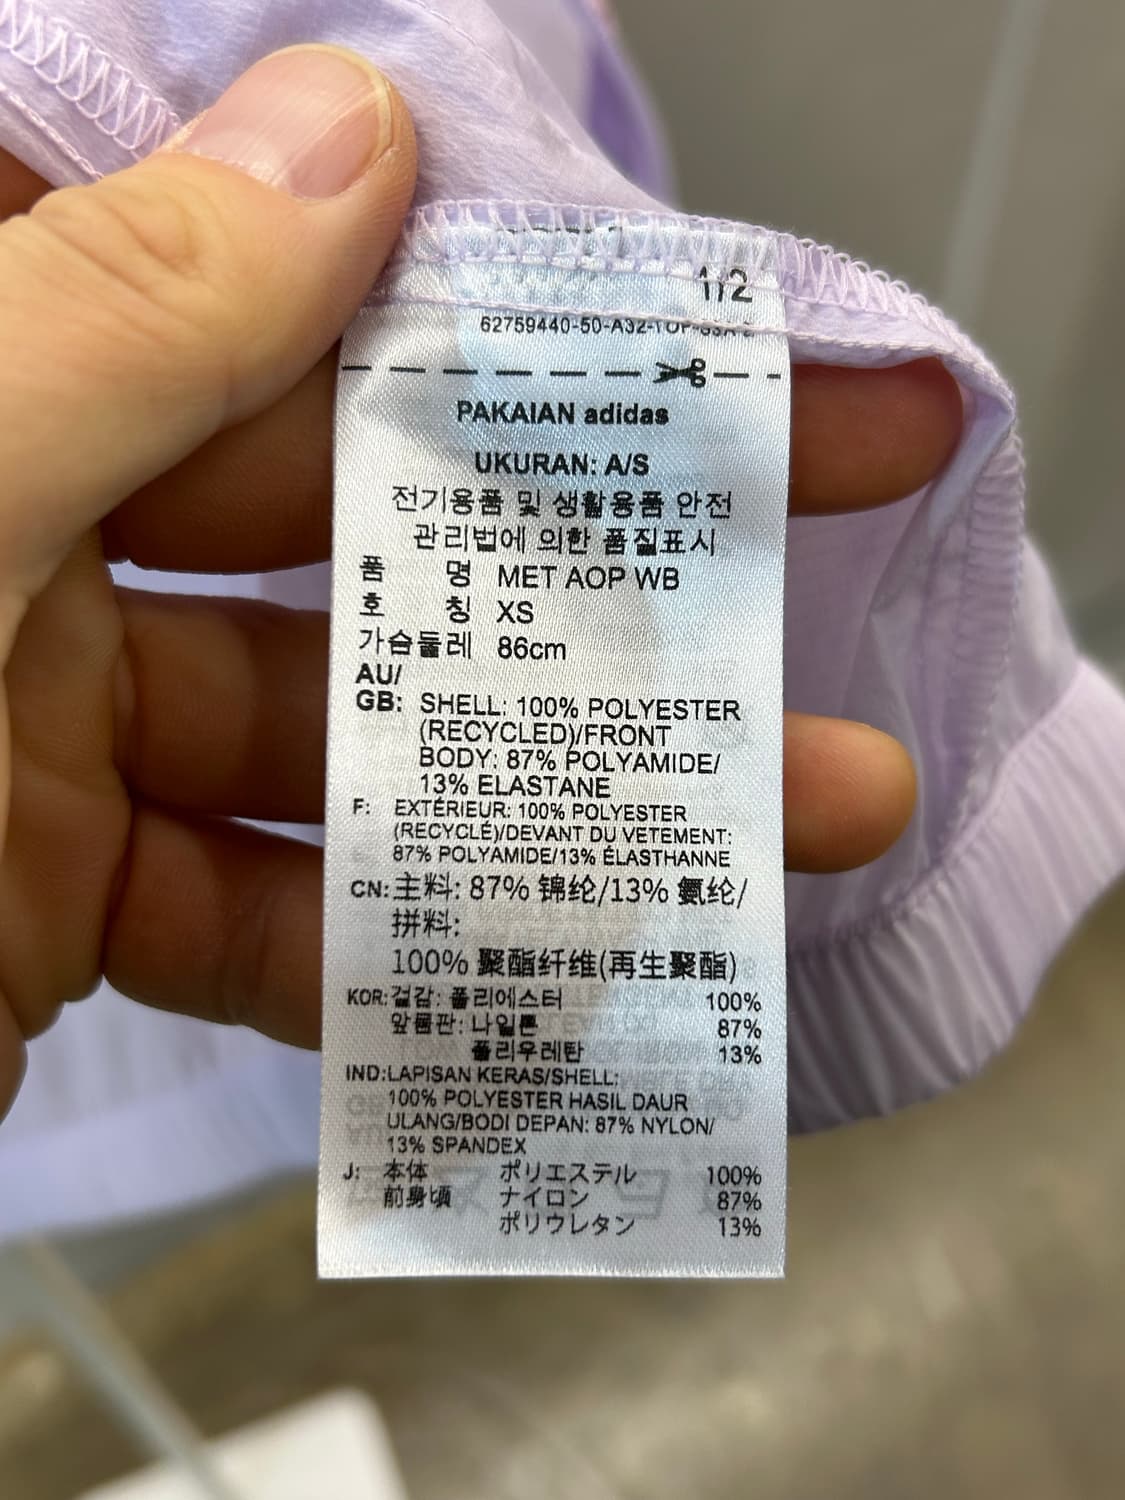 1/2
62759440-50-A32-TOP-
PAKAIAN adidas
UKURAN: A/S
전기용품 및 생활용품 안전
관리법에 의한 품질표시
품 명 MET AOP WB
호 칭 XS
가슴둘레 86cm
AU/
GB: SHELL: 100% POLYESTER
(RECYCLED)/FRONT
BODY: 87% POLYAMIDE/
13% ELASTANE
F: EXTÉRIEUR: 100% POLYESTER
(RECYCLÉ)/DEVANT DU VETEMENT:
87% POLYAMIDE/13% ÉLASTHANNE
CN: 主料: 87% 锦纶/13% 氨纶/
拼料:
100% 聚酯纤维(再生聚酯)
KOR: 겉감: 폴리에스터 100%
앞몸판: 나일론 87%
폴리우레탄 13%
IND: LAPISAN KERAS/SHELL:
100% POLYESTER HASIL DAUR
ULANG/BODI DEPAN: 87% NYLON/
13% SPANDEX
J: 本体 ポリエステル 100%
前身頃 ナイロン 87%
ポリウレタン 13%